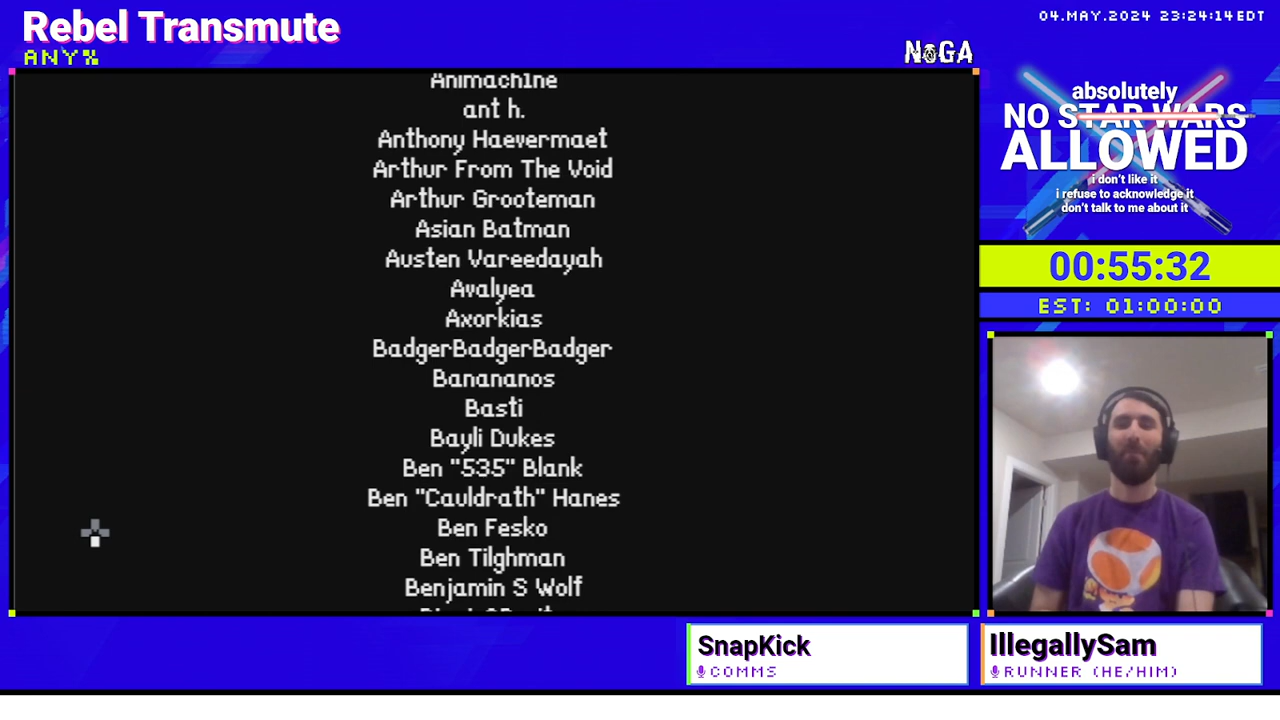 Rebel Transmute
ANY%
NOGA
04.MAY.2024 23:24:14EDT
absolutely
NO STAR WARS
ALLOWED
i don't like it
i refuse to acknowledge it
don't talk to me about it
00:55:32
EST: 01:00:00
Animach1ne
ant h.
Anthony Haevermaet
Arthur From The Void
Arthur Grooteman
Asian Batman
Austen Vareedayah
Avalyea
Axorkias
BadgerBadgerBadger
Banananos
Basti
Bayli Dukes
Ben "535" Blank
Ben "Cauldrath" Hanes
Ben Fesko
Ben Tilghman
Benjamin S Wolf
SnapKick
COMMS
IllegallySam
RUNNER (HE/HIM)